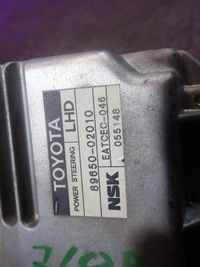 TOYOTA
POWER STEERING LHD
89650-02010
EATCEC-046
NSK 055148